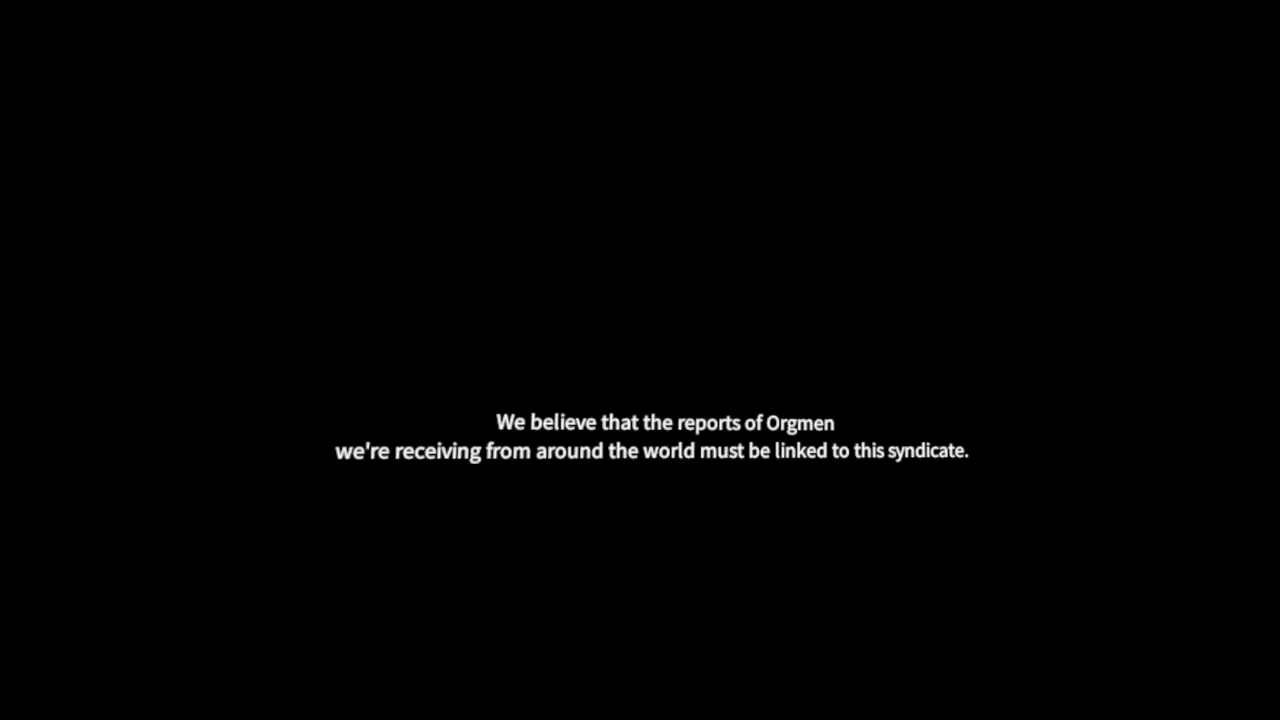 We believe that the reports of Orgmen
we're receiving from around the world must be linked to this syndicate.